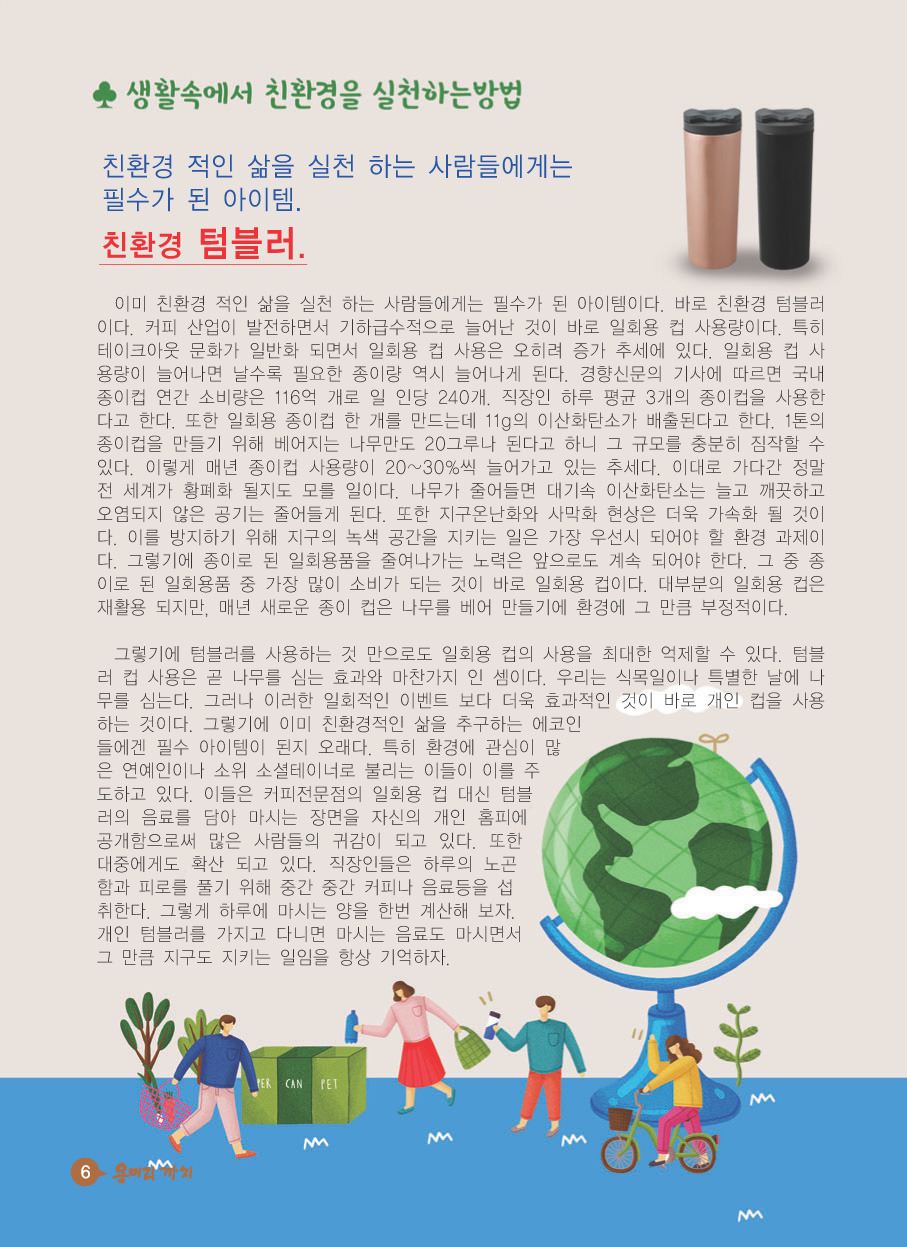 생활속에서 친환경을 실천하는방법
친환경 적인 삶을 실천 하는 사람들에게는
필수가 된 아이템.
친환경 텀블러.
이미 친환경 적인 삶을 실천 하는 사람들에게는 필수가 된 아이템이다. 바로 친환경 텀블러
이다. 커피 산업이 발전하면서 기하급수적으로 늘어난 것이 바로 일회용 컵 사용량이다. 특히
테이크아웃 문화가 일반화 되면서 일회용 컵 사용은 오히려 증가 추세에 있다. 일회용 컵 사
용량이 늘어나면 날수록 필요한 종이량 역시 늘어나게 된다. 경향신문의 기사에 따르면 국내
종이컵 연간 소비량은 116억 개로 일 인당 240개. 직장인 하루 평균 3개의 종이컵을 사용한
다고 한다. 또한 일회용 종이컵 한 개를 만드는데 11g의 이산화탄소가 배출된다고 한다. 1톤의
종이컵을 만들기 위해 베어지는 나무만도 20그루나 된다고 하니 그 규모를 충분히 짐작할 수
있다. 이렇게 매년 종이컵 사용량이 20~30%씩 늘어가고 있는 추세다. 이대로 가다간 정말
전 세계가 황폐화 될지도 모를 일이다. 나무가 줄어들면 대기속 이산화탄소는 늘고 깨끗하고
오염되지 않은 공기는 줄어들게 된다. 또한 지구온난화와 사막화 현상은 더욱 가속화 될 것이
다. 이를 방지하기 위해 지구의 녹색 공간을 지키는 일은 가장 우선시 되어야 할 환경 과제이
다. 그렇기에 종이로 된 일회용품을 줄여나가는 노력은 앞으로도 계속 되어야 한다. 그 중 종
이로 된 일회용품 중 가장 많이 소비가 되는 것이 바로 일회용 컵이다. 대부분의 일회용 컵은
재활용 되지만, 매년 새로운 종이 컵은 나무를 베어 만들기에 환경에 그 만큼 부정적이다.
그렇기에 텀블러를 사용하는 것 만으로도 일회용 컵의 사용을 최대한 억제할 수 있다. 텀블
러 컵 사용은 곧 나무를 심는 효과와 마찬가지 인 셈이다. 우리는 식목일이나 특별한 날에 나
무를 심는다. 그러나 이러한 일회적인 이벤트 보다 더욱 효과적인 것이 바로 개인 컵을 사용
하는 것이다. 그렇기에 이미 친환경적인 삶을 추구하는 에코인
들에겐 필수 아이템이 된지 오래다. 특히 환경에 관심이 많
은 연예인이나 소위 소셜테이너로 불리는 이들이 이를 주
도하고 있다. 이들은 커피전문점의 일회용 컵 대신 텀블
러의 음료를 담아 마시는 장면을 자신의 개인 홈피에
공개함으로써 많은 사람들의 귀감이 되고 있다. 또한
대중에게도 확산 되고 있다. 직장인들은 하루의 노곤
함과 피로를 풀기 위해 중간 중간 커피나 음료등을 섭
취한다. 그렇게 하루에 마시는 양을 한번 계산해 보자.
개인 텀블러를 가지고 다니면 마시는 음료도 마시면서
그 만큼 지구도 지키는 일임을 항상 기억하자.
PER CAN PET
6 용머리 까치